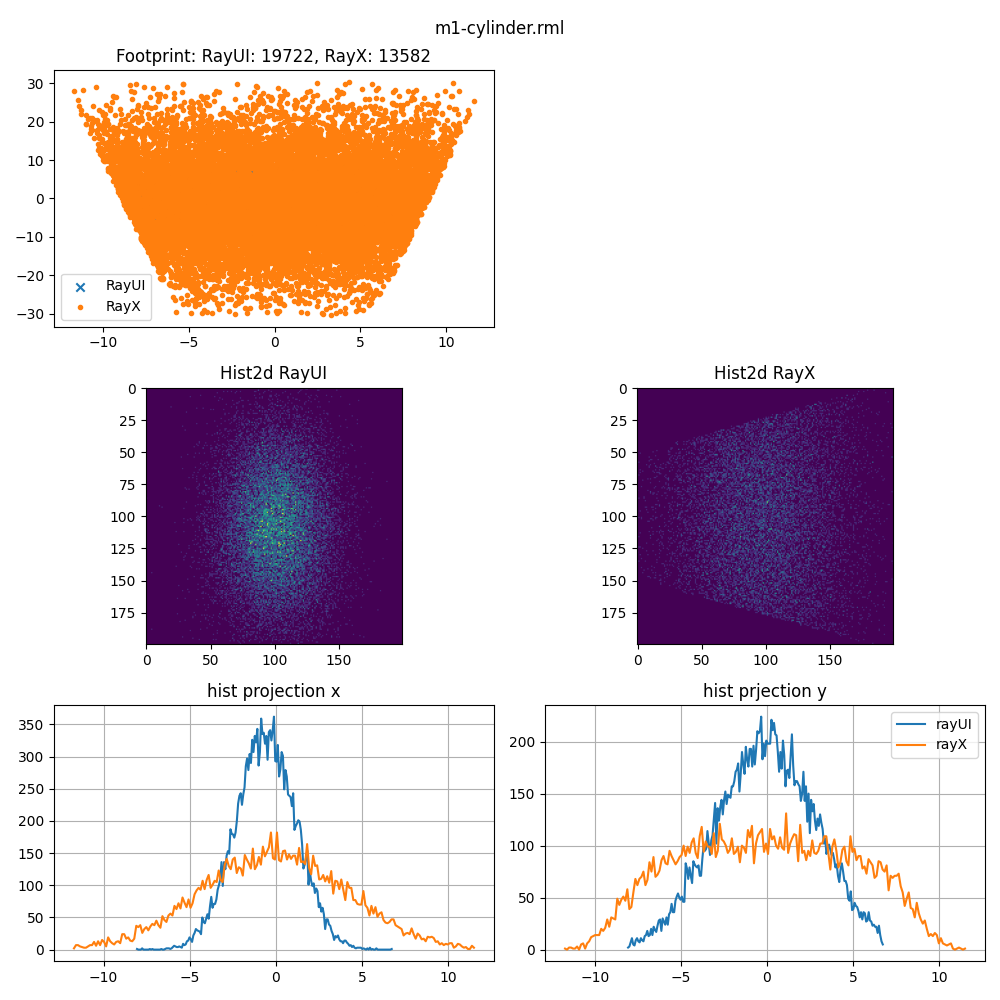 m1-cylinder.rml
Footprint: RayUI: 19722, RayX: 13582
30
20
10
0
−10
−20
−30
RayUI
RayX
−10 −5 0 5 10
Hist2d RayUI
0
25
50
75
100
125
150
175
0 50 100 150
Hist2d RayX
0
25
50
75
100
125
150
175
0 50 100 150
hist projection x
350
300
250
200
150
100
50
0
−10 −5 0 5 10
hist prjection y
rayUI
rayX
200
150
100
50
0
−10 −5 0 5 10